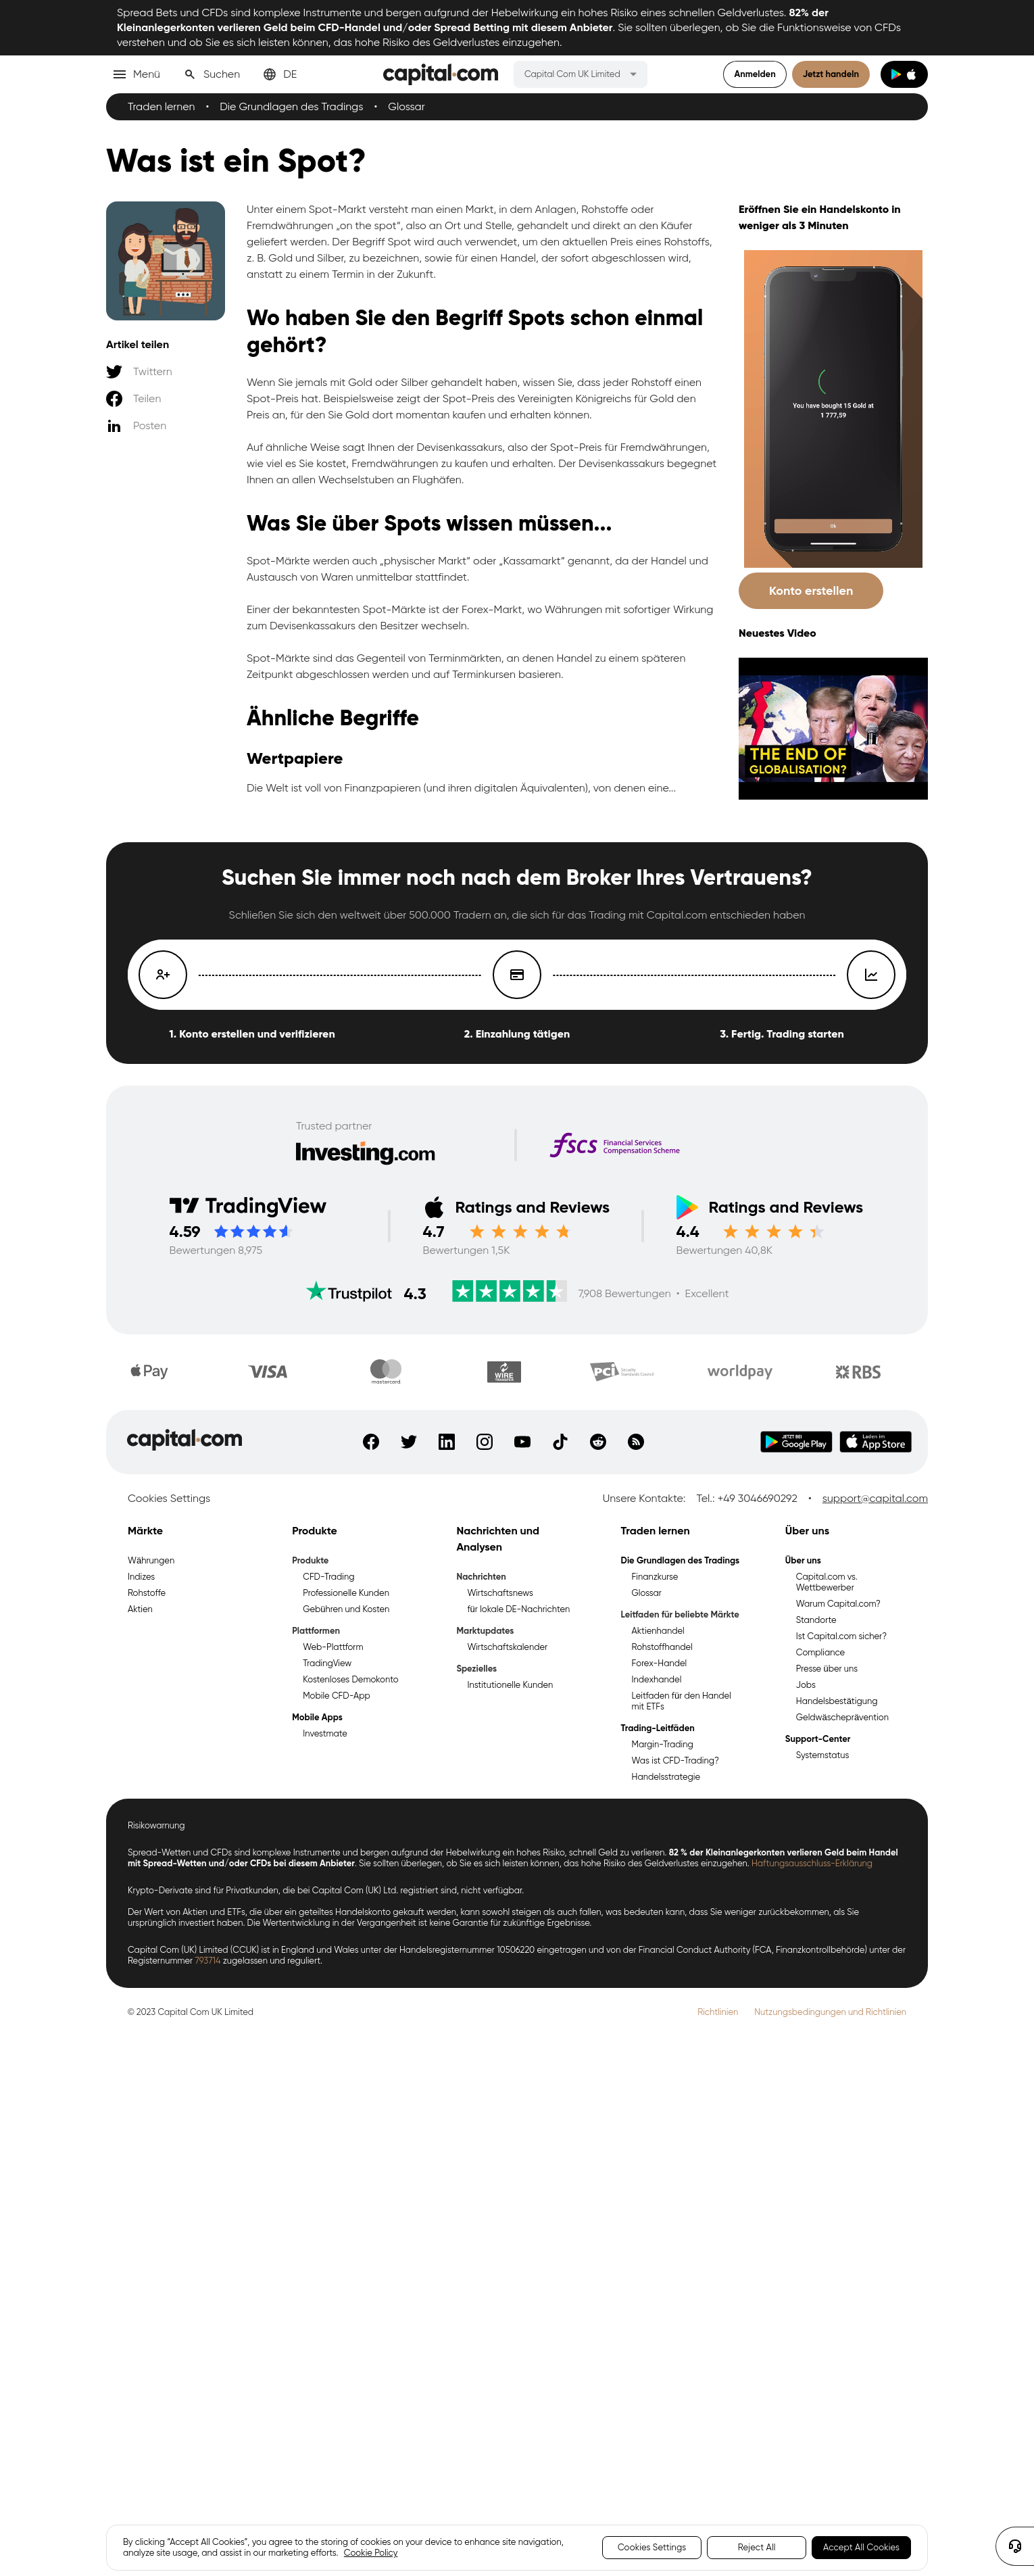 Spread Bets und CFDs sind komplexe Instrumente und bergen aufgrund der Hebelwirkung ein hohes Risiko eines schnellen Geldverlustes. 82% der
Kleinanlegerkonten verlieren Geld beim CFD-Handel und/oder Spread Betting mit diesem Anbieter. Sie sollten überlegen, ob Sie die Funktionsweise von CFDs
verstehen und ob Sie es sich leisten können, das hohe Risiko des Geldverlustes einzugehen.
Menü
Suchen
DE
capital.com
Capital Com UK Limited
Anmelden
Jetzt handeln
Traden lernen • Die Grundlagen des Tradings • Glossar
Was ist ein Spot?
Artikel teilen
Twittern
Teilen
Posten
Unter einem Spot-Markt versteht man einen Markt, in dem Anlagen, Rohstoffe oder
Fremdwährungen „on the spot“, also an Ort und Stelle, gehandelt und direkt an den Käufer
geliefert werden. Der Begriff Spot wird auch verwendet, um den aktuellen Preis eines Rohstoffs,
z. B. Gold und Silber, zu bezeichnen, sowie für einen Handel, der sofort abgeschlossen wird,
anstatt zu einem Termin in der Zukunft.
Wo haben Sie den Begriff Spots schon einmal
gehört?
Wenn Sie jemals mit Gold oder Silber gehandelt haben, wissen Sie, dass jeder Rohstoff einen
Spot-Preis hat. Beispielsweise zeigt der Spot-Preis des Vereinigten Königreichs für Gold den
Preis an, für den Sie Gold dort momentan kaufen und erhalten können.
Auf ähnliche Weise sagt Ihnen der Devisenkassakurs, also der Spot-Preis für Fremdwährungen,
wie viel es Sie kostet, Fremdwährungen zu kaufen und erhalten. Der Devisenkassakurs begegnet
Ihnen an allen Wechselstuben an Flughäfen.
Was Sie über Spots wissen müssen...
Spot-Märkte werden auch „physischer Markt“ oder „Kassamarkt“ genannt, da der Handel und
Austausch von Waren unmittelbar stattfindet.
Einer der bekanntesten Spot-Märkte ist der Forex-Markt, wo Währungen mit sofortiger Wirkung
zum Devisenkassakurs den Besitzer wechseln.
Spot-Märkte sind das Gegenteil von Terminmärkten, an denen Handel zu einem späteren
Zeitpunkt abgeschlossen werden und auf Terminkursen basieren.
Ähnliche Begriffe
Wertpapiere
Die Welt ist voll von Finanzpapieren (und ihren digitalen Äquivalenten), von denen eine...
Eröffnen Sie ein Handelskonto in
weniger als 3 Minuten
You have bought 15 Gold at
1 777,59
Ok
Konto erstellen
Neuestes Video
THE END OF
GLOBALISATION?
Suchen Sie immer noch nach dem Broker Ihres Vertrauens?
Schließen Sie sich den weltweit über 500.000 Tradern an, die sich für das Trading mit Capital.com entschieden haben
1. Konto erstellen und verifizieren
2. Einzahlung tätigen
3. Fertig. Trading starten
Trusted partner
Investing.com
fscs Financial Services
Compensation Scheme
TradingView
4.59
Bewertungen 8,975
Ratings and Reviews
4.7
Bewertungen 1,5K
Ratings and Reviews
4.4
Bewertungen 40,8K
Trustpilot 4.3
7,908 Bewertungen • Excellent
Pay
VISA
mastercard
WIRE
TRANSFER
PCI Security
Standards Council
worldpay
RBS
capital.com
JETZT BEI
Google Play
Laden im
App Store
Cookies Settings
Unsere Kontakte: Tel.: +49 3046690292 • support@capital.com
Märkte
Währungen
Indizes
Rohstoffe
Aktien
Produkte
Produkte
CFD-Trading
Professionelle Kunden
Gebühren und Kosten
Plattformen
Web-Plattform
TradingView
Kostenloses Demokonto
Mobile CFD-App
Mobile Apps
Investmate
Nachrichten und
Analysen
Nachrichten
Wirtschaftsnews
für lokale DE-Nachrichten
Marktupdates
Wirtschaftskalender
Spezielles
Institutionelle Kunden
Traden lernen
Die Grundlagen des Tradings
Finanzkurse
Glossar
Leitfaden für beliebte Märkte
Aktienhandel
Rohstoffhandel
Forex-Handel
Indexhandel
Leitfaden für den Handel
mit ETFs
Trading-Leitfäden
Margin-Trading
Was ist CFD-Trading?
Handelsstrategie
Über uns
Über uns
Capital.com vs.
Wettbewerber
Warum Capital.com?
Standorte
Ist Capital.com sicher?
Compliance
Presse über uns
Jobs
Handelsbestätigung
Geldwäscheprävention
Support-Center
Systemstatus
Risikowarnung
Spread-Wetten und CFDs sind komplexe Instrumente und bergen aufgrund der Hebelwirkung ein hohes Risiko, schnell Geld zu verlieren. 82 % der Kleinanlegerkonten verlieren Geld beim Handel
mit Spread-Wetten und/oder CFDs bei diesem Anbieter. Sie sollten überlegen, ob Sie es sich leisten können, das hohe Risiko des Geldverlustes einzugehen. Haftungsausschluss-Erklärung
Krypto-Derivate sind für Privatkunden, die bei Capital Com (UK) Ltd. registriert sind, nicht verfügbar.
Der Wert von Aktien und ETFs, die über ein geteiltes Handelskonto gekauft werden, kann sowohl steigen als auch fallen, was bedeuten kann, dass Sie weniger zurückbekommen, als Sie
ursprünglich investiert haben. Die Wertentwicklung in der Vergangenheit ist keine Garantie für zukünftige Ergebnisse.
Capital Com (UK) Limited (CCUK) ist in England und Wales unter der Handelsregisternummer 10506220 eingetragen und von der Financial Conduct Authority (FCA, Finanzkontrollbehörde) unter der
Registernummer 793714 zugelassen und reguliert.
© 2023 Capital Com UK Limited
Richtlinien
Nutzungsbedingungen und Richtlinien
By clicking “Accept All Cookies”, you agree to the storing of cookies on your device to enhance site navigation,
analyze site usage, and assist in our marketing efforts. Cookie Policy
Cookies Settings
Reject All
Accept All Cookies